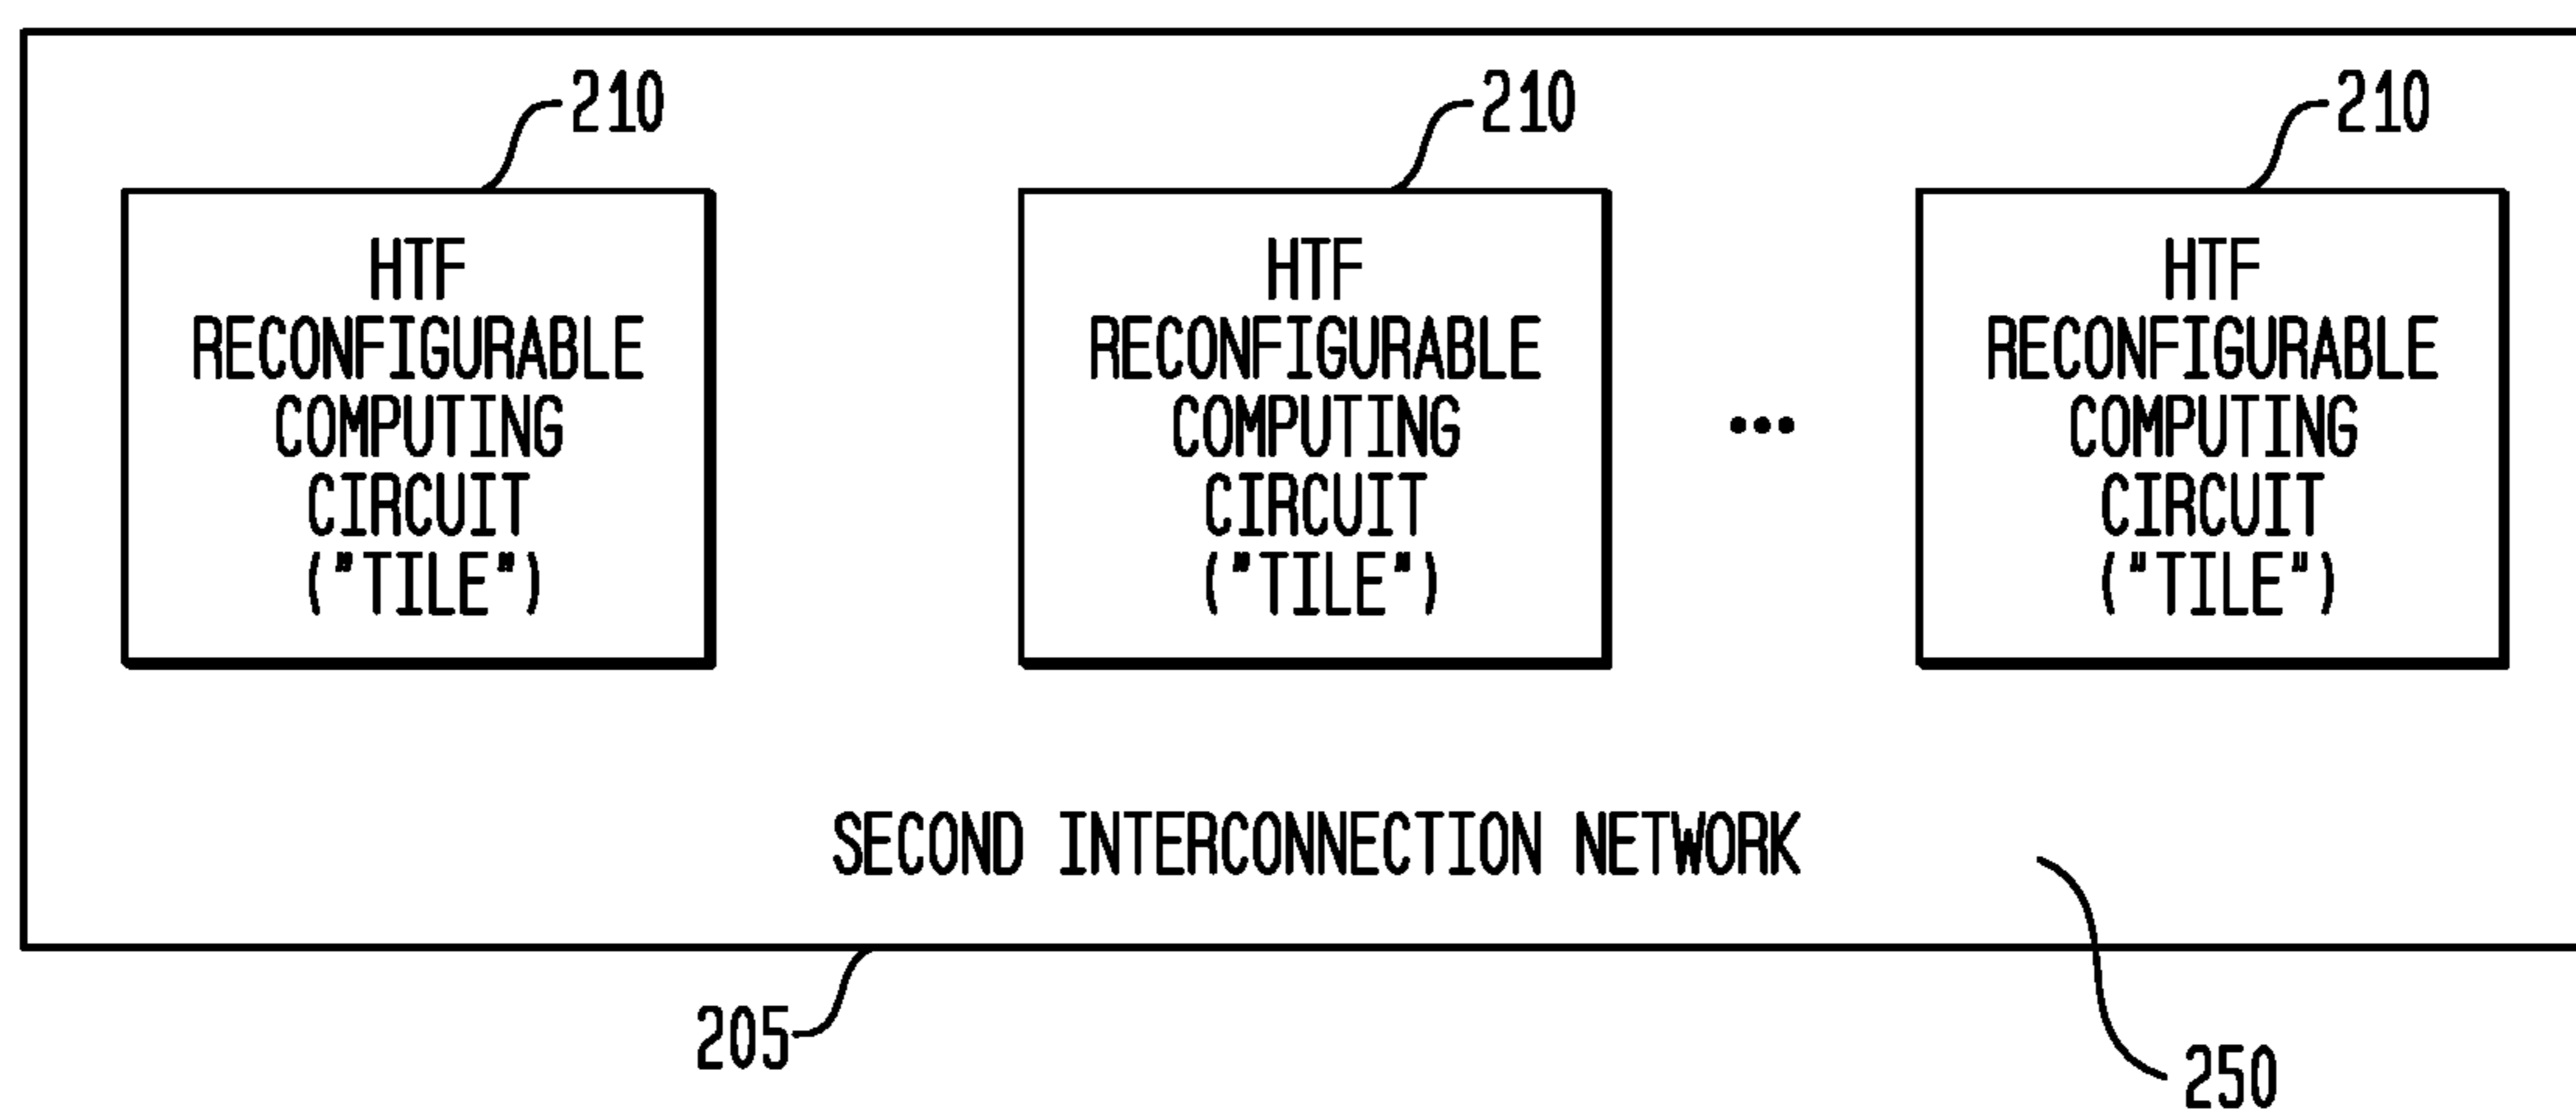 210
210
210
HTF
RECONFIGURABLE
COMPUTING
CIRCUIT
("TILE")
HTF
RECONFIGURABLE
COMPUTING
CIRCUIT
("TILE")
...
HTF
RECONFIGURABLE
COMPUTING
CIRCUIT
("TILE")
SECOND INTERCONNECTION NETWORK
205
250